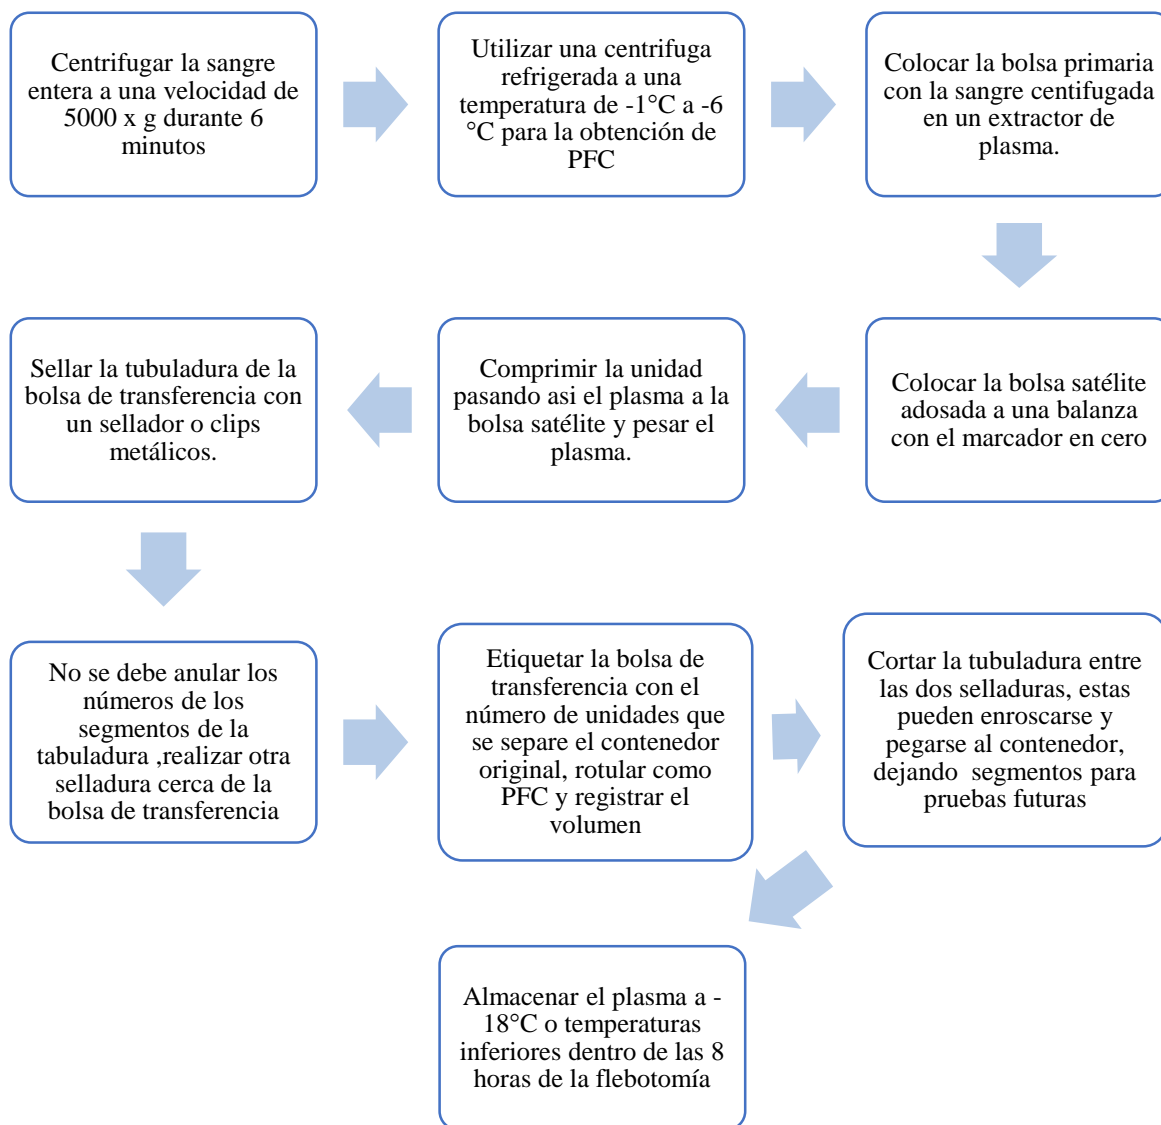 Centrifugar la sangre
entera a una velocidad de
5000 x g durante 6
minutos
Utilizar una centrifuga
refrigerada a una
temperatura de -1°C a -6
°C para la obtención de
PFC
Colocar la bolsa primaria
con la sangre centifugada
en un extractor de
plasma.
Colocar la bolsa satélite
adosada a una balanza
con el marcador en cero
Comprimir la unidad
pasando asi el plasma a la
bolsa satélite y pesar el
plasma.
Sellar la tubuladura de la
bolsa de transferencia con
un sellador o clips
metálicos.
No se debe anular los
números de los
segmentos de la
tabuladura ,realizar otra
selladura cerca de la
bolsa de transferencia
Etiquetar la bolsa de
transferencia con el
número de unidades que
se separe el contenedor
original, rotular como
PFC y registrar el
volumen
Cortar la tubuladura entre
las dos selladuras, estas
pueden enroscarse y
pegarse al contenedor,
dejando  segmentos para
pruebas futuras
Almacenar el plasma a -
18°C o temperaturas
inferiores dentro de las 8
horas de la flebotomía